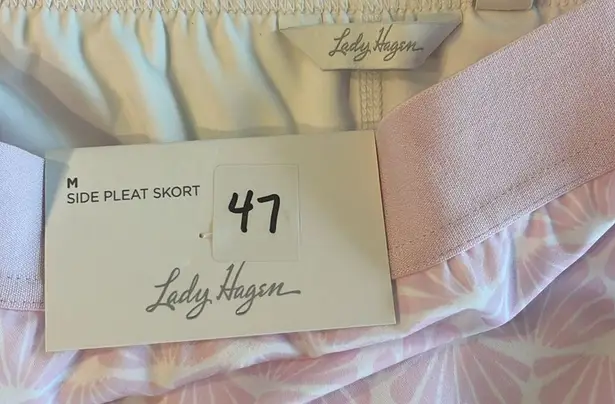 Lady Hagen
M
SIDE PLEAT SKORT
47
Lady Hagen